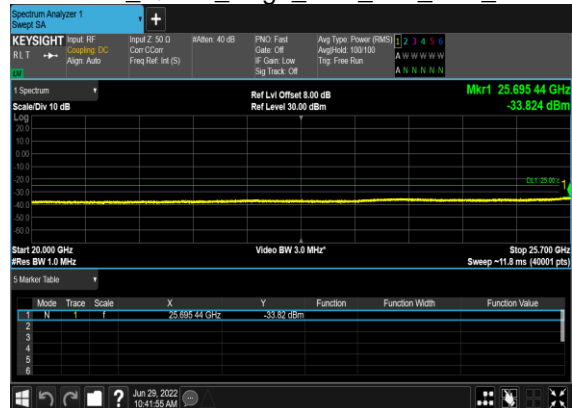 Spectrum Analyzer 1
Swept SA
+
KEYSIGHT
RLT
Input: RF
Coupling: DC
Align: Auto
Input Z: 50 Ω
Corr CCorr
Freq Ref: Int (S)
#Atten: 40 dB
PNO: Fast
Gate: Off
IF Gain: Low
Sig Track: Off
Avg Type: Power (RMS)
Avg|Hold: 100/100
Trig: Free Run
1 2 3 4 5 6
A W W W W W
A N N N N N
1 Spectrum
Scale/Div 10 dB
Ref Lvl Offset 8.00 dB
Ref Level 30.00 dBm
Mkr1 25.695 44 GHz
-33.824 dBm
Log
20.0
10.0
0.00
-10.0
-20.0
-30.0
-40.0
-50.0
-60.0
1
Start 20.000 GHz
#Res BW 1.0 MHz
Video BW 3.0 MHz*
Stop 25.700 GHz
Sweep ~11.8 ms (40001 pts)
5 Marker Table
Mode Trace Scale X Y Function Function Width Function Value
1 N 1 f 25.695 44 GHz -33.82 dBm
2
3
4
5
6
?
Jun 29, 2022
10:41:55 AM